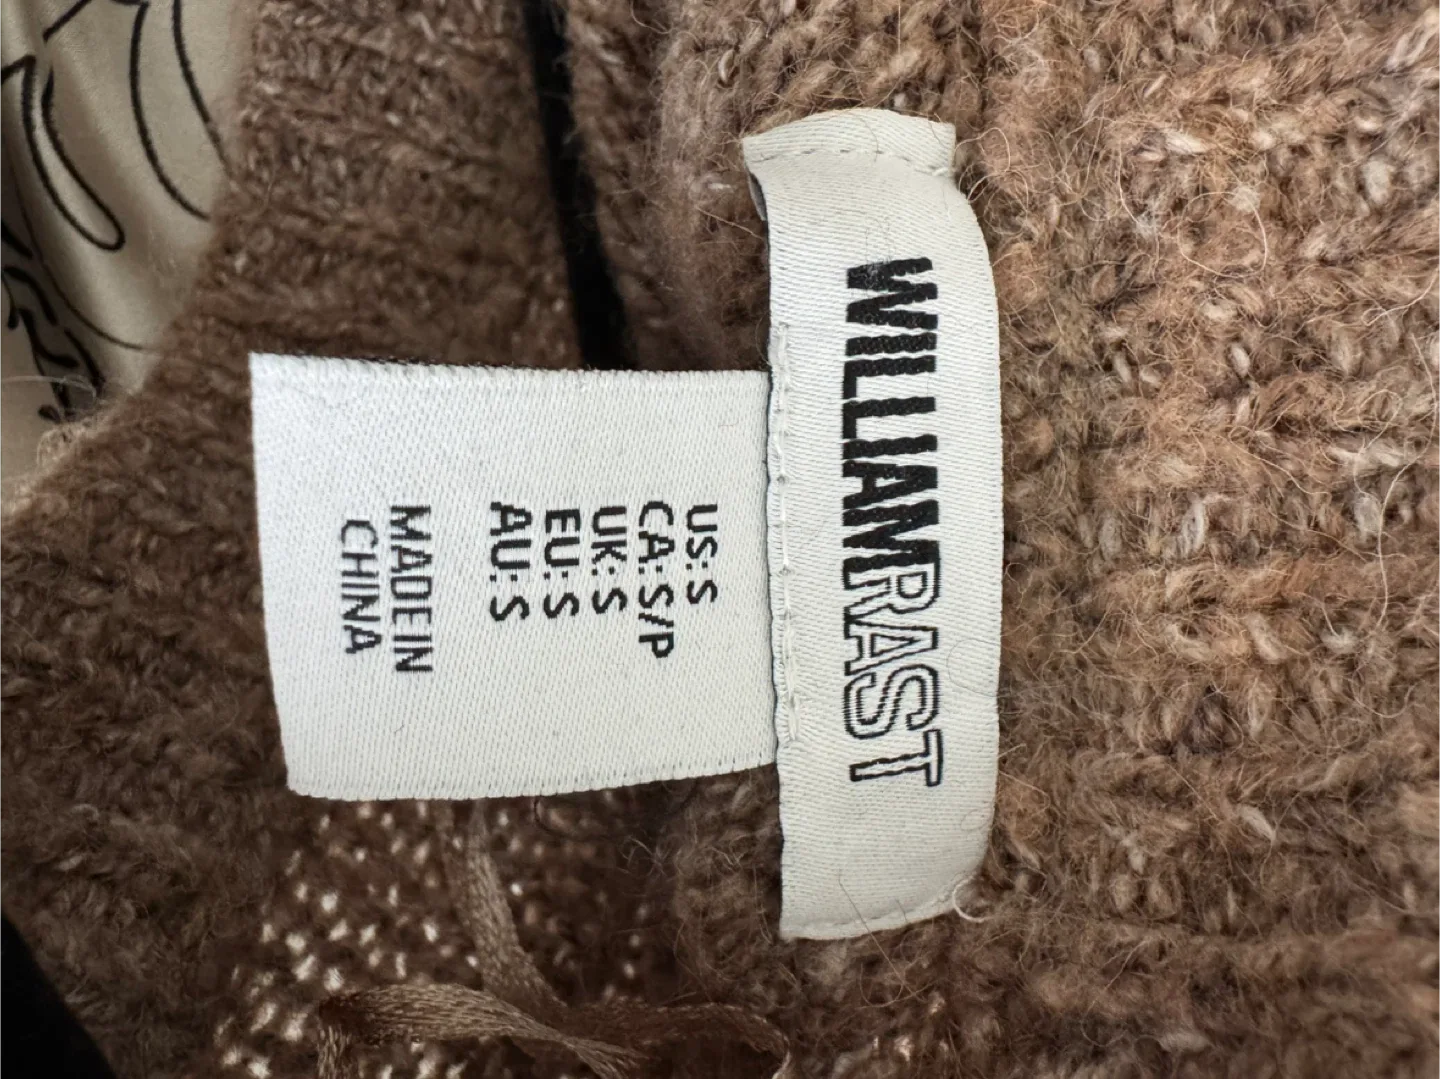 WILLIAMRAST
US: S
CA: S/P
UK: S
EU: S
AU: S
MADE IN
CHINA